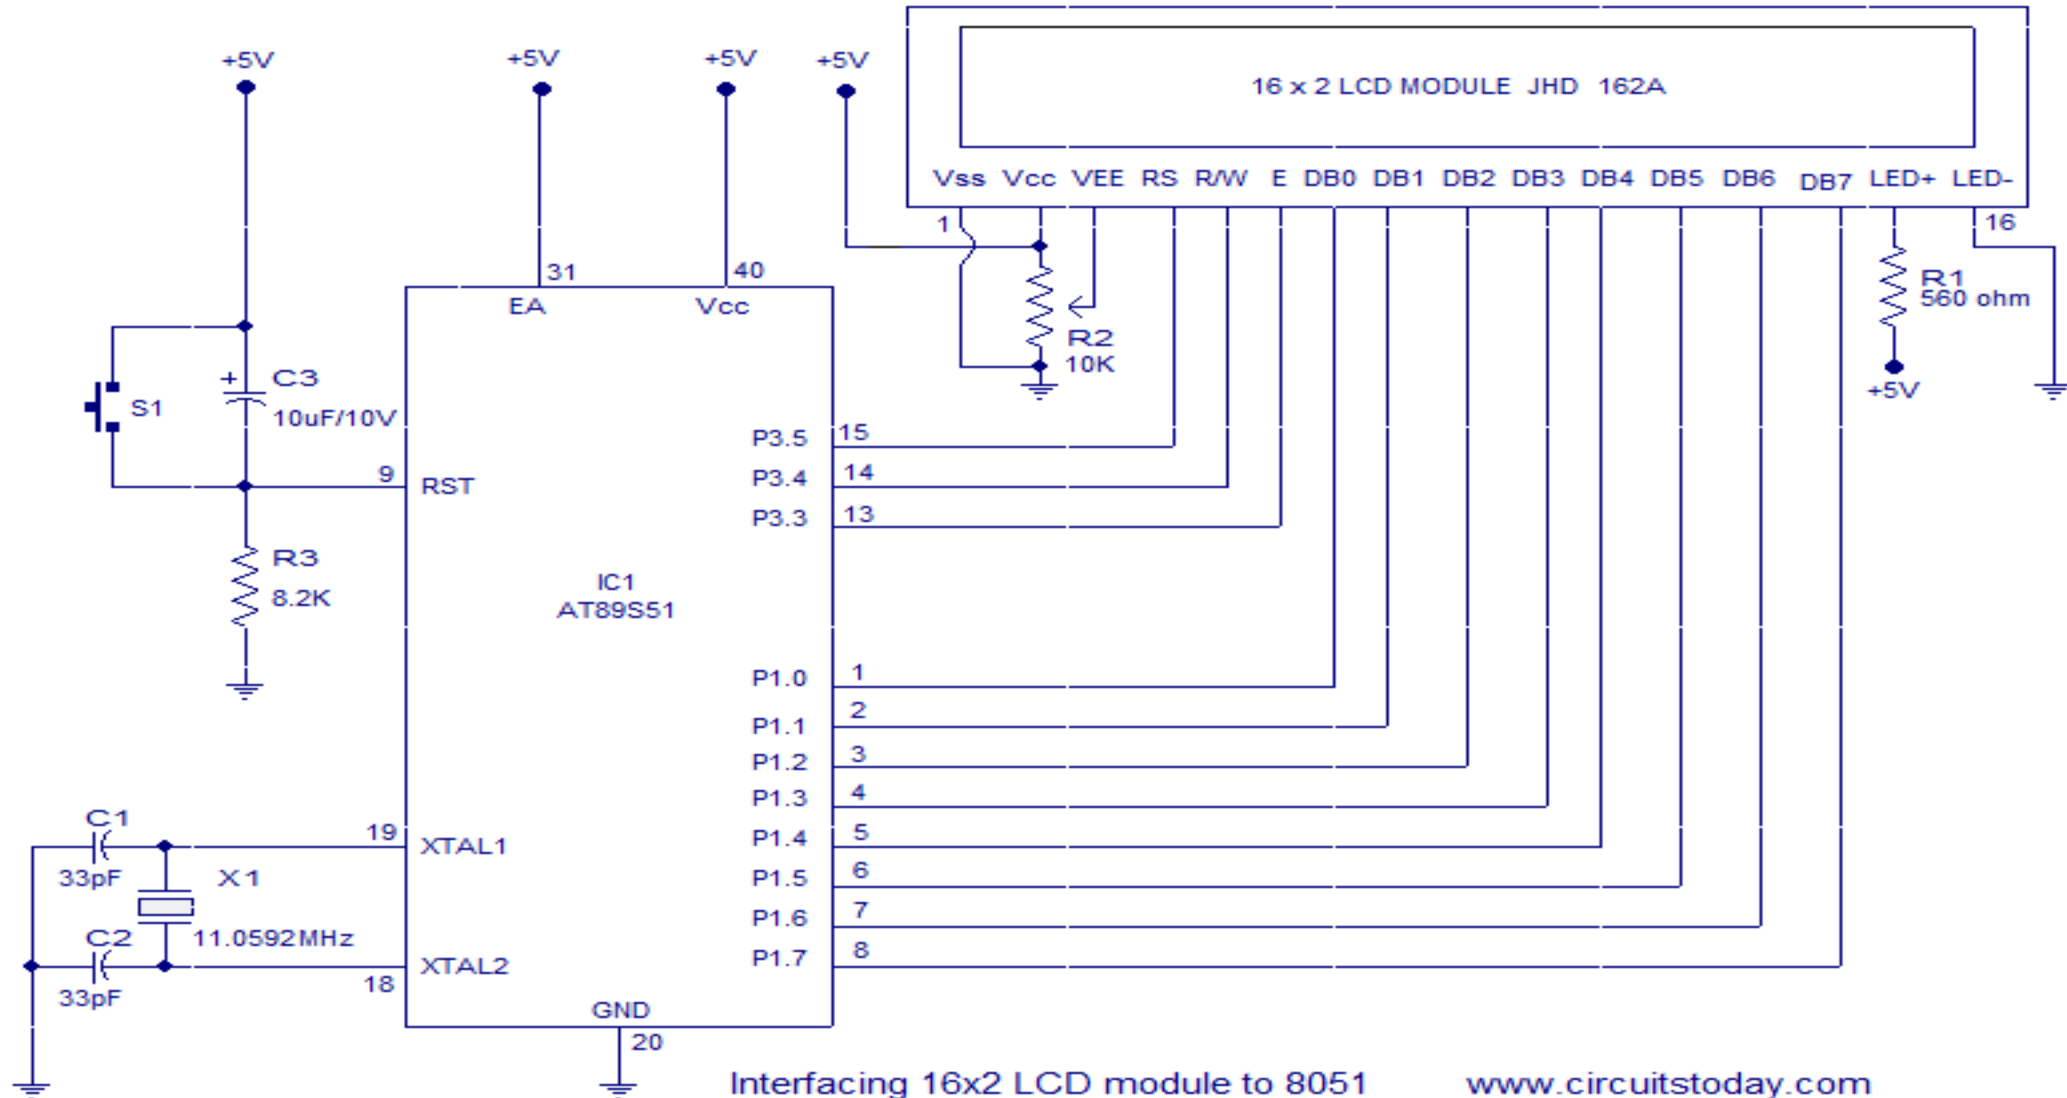 +5V
+5V
+5V
+5V
16 x 2 LCD MODULE JHD 162A
Vss Vcc VEE RS R/W E DB0 DB1 DB2 DB3 DB4 DB5 DB6 DB7 LED+ LED-
1
16
31
40
EA
Vcc
R1
560 ohm
R2
10K
+5V
+
C3
10uF/10V
S1
9
RST
P3.5
15
P3.4
14
P3.3
13
R3
8.2K
IC1
AT89S51
P1.0
1
P1.1
2
P1.2
3
P1.3
4
P1.4
5
P1.5
6
P1.6
7
P1.7
8
C1
33pF
19
XTAL1
X1
11.0592MHz
C2
33pF
18
XTAL2
GND
20
Interfacing 16x2 LCD module to 8051
www.circuitstoday.com